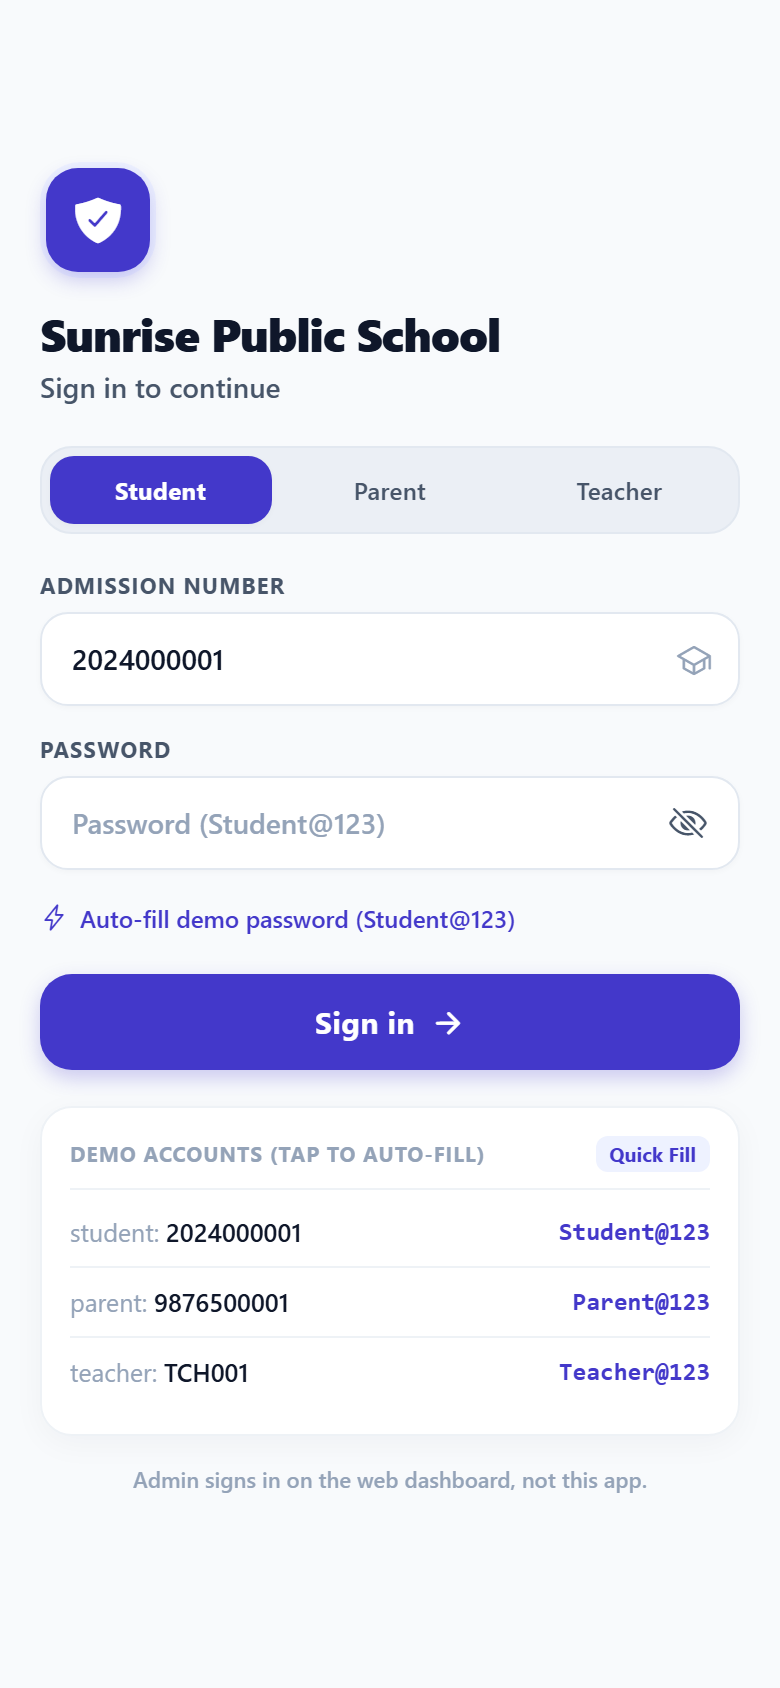 Sunrise Public School
Sign in to continue
Student Parent Teacher
ADMISSION NUMBER
2024000001
PASSWORD
Password (Student@123)
Auto-fill demo password (Student@123)
Sign in →
DEMO ACCOUNTS (TAP TO AUTO-FILL) Quick Fill
student: 2024000001 Student@123
parent: 9876500001 Parent@123
teacher: TCH001 Teacher@123
Admin signs in on the web dashboard, not this app.